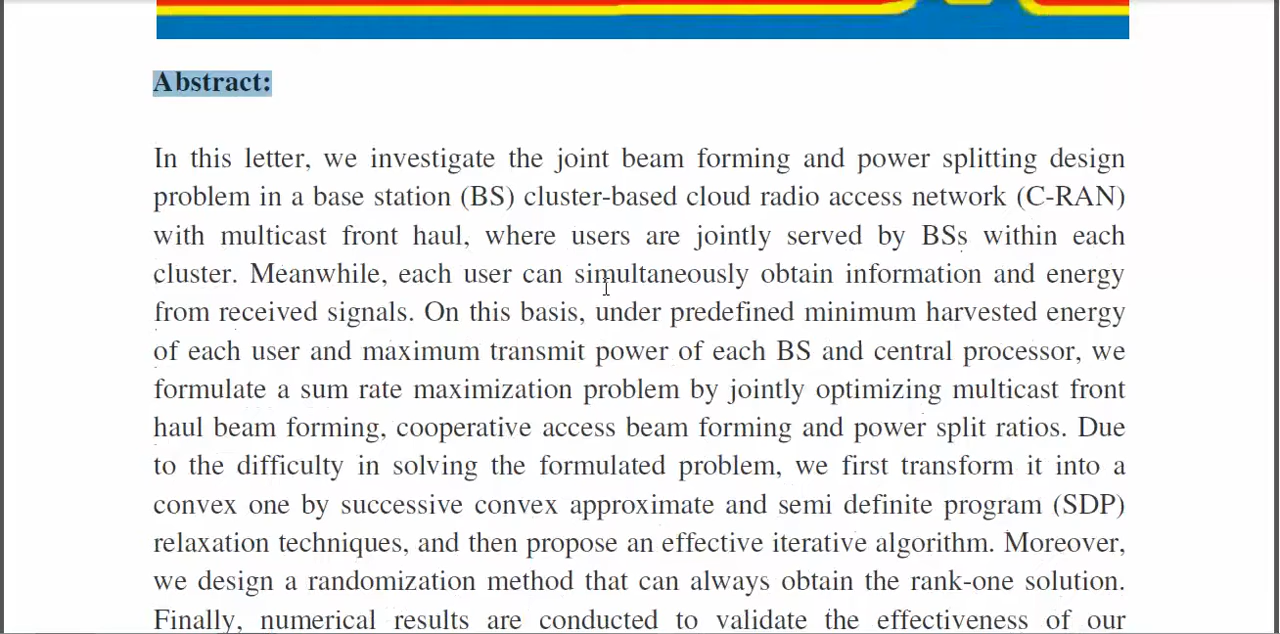 Abstract:
In this letter, we investigate the joint beam forming and power splitting design
problem in a base station (BS) cluster-based cloud radio access network (C-RAN)
with multicast front haul, where users are jointly served by BSs within each
cluster. Meanwhile, each user can simultaneously obtain information and energy
from received signals. On this basis, under predefined minimum harvested energy
of each user and maximum transmit power of each BS and central processor, we
formulate a sum rate maximization problem by jointly optimizing multicast front
haul beam forming, cooperative access beam forming and power split ratios. Due
to the difficulty in solving the formulated problem, we first transform it into a
convex one by successive convex approximate and semi definite program (SDP)
relaxation techniques, and then propose an effective iterative algorithm. Moreover,
we design a randomization method that can always obtain the rank-one solution.
Finally, numerical results are conducted to validate the effectiveness of our